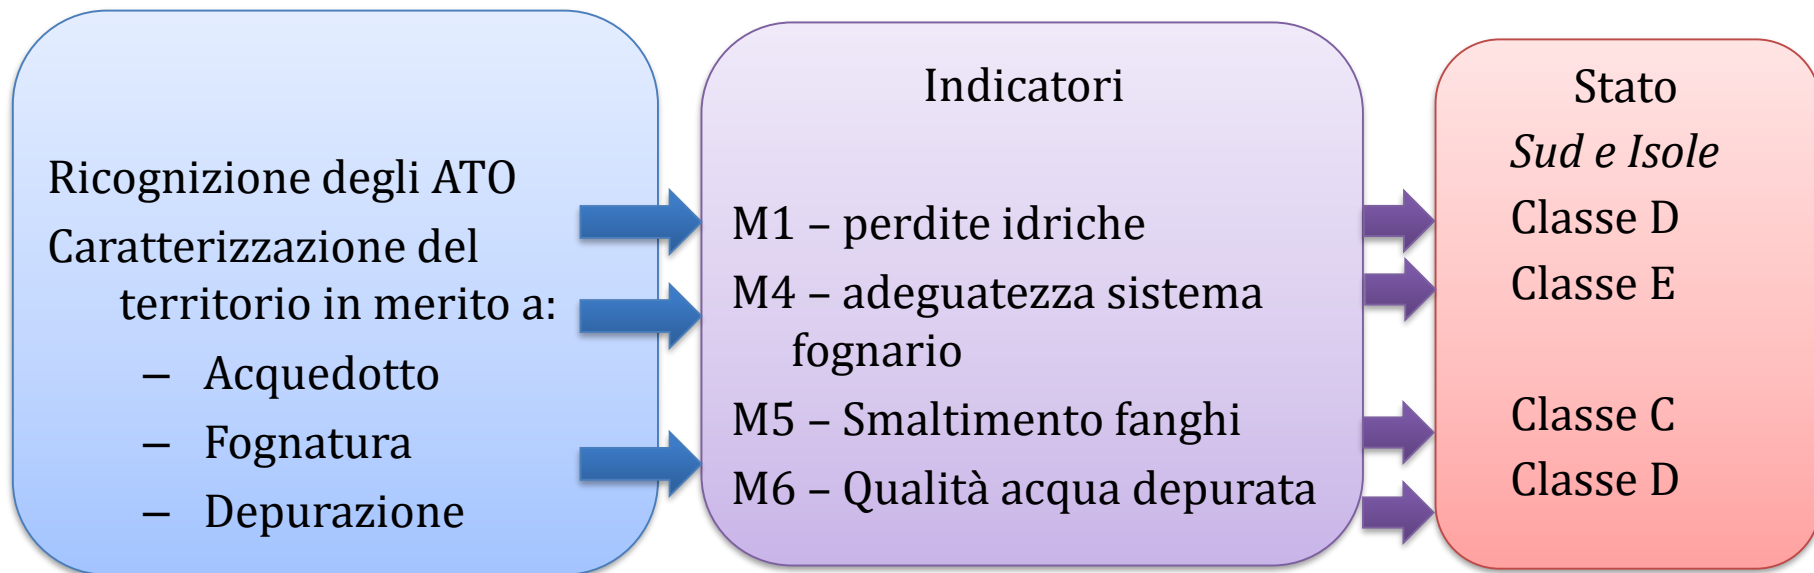 Ricognizione degli ATO
Caratterizzazione del
territorio in merito a:
– Acquedotto
– Fognatura
– Depurazione
Indicatori
M1 – perdite idriche
M4 – adeguatezza sistema
fognario
M5 – Smaltimento fanghi
M6 – Qualità acqua depurata
Stato
Sud e Isole
Classe D
Classe E
Classe C
Classe D